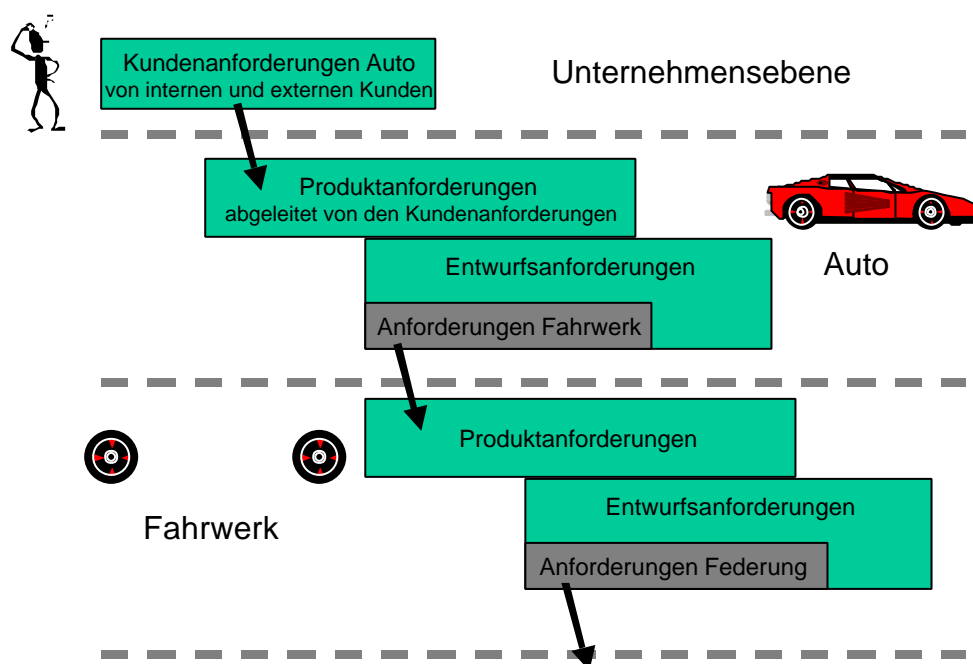 Kundenanforderungen Auto
von internen und externen Kunden
Unternehmensebene
Produktanforderungen
abgeleitet von den Kundenanforderungen
Entwurfsanforderungen
Auto
Anforderungen Fahrwerk
Produktanforderungen
Entwurfsanforderungen
Fahrwerk
Anforderungen Federung